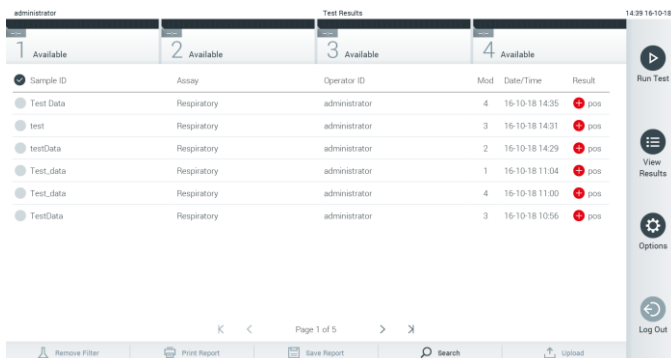 administrator Test Results 14:39 16-10-18
--:-- --:-- --:-- --:--
1 Available 2 Available 3 Available 4 Available
Sample ID Assay Operator ID Mod Date/Time Result
Test Data Respiratory administrator 4 16-10-18 14:35 pos
test Respiratory administrator 3 16-10-18 14:31 pos
testData Respiratory administrator 2 16-10-18 14:29 pos
Test_data Respiratory administrator 1 16-10-18 11:04 pos
Test_data Respiratory administrator 4 16-10-18 11:00 pos
TestData Respiratory administrator 3 16-10-18 10:56 pos
Page 1 of 5
Remove Filter Print Report Save Report Search Upload
Run Test
View
Results
Options
Log Out